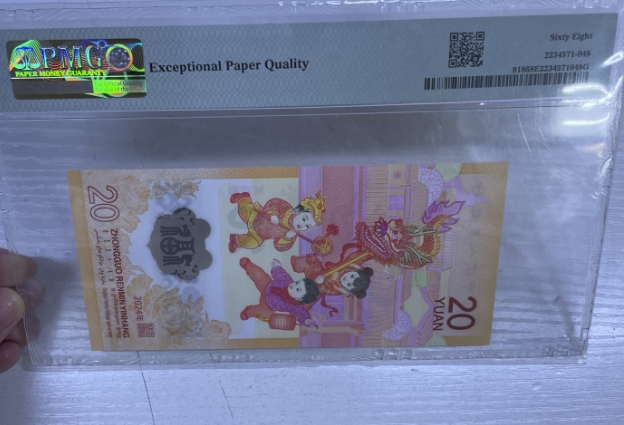 PMG
PAPER MONEY GUARANTY
Exceptional Paper Quality
Sixty Eight
2234571-048
20
ZHONGGUO RENMIN YINHANG
2024年
20
YUAN